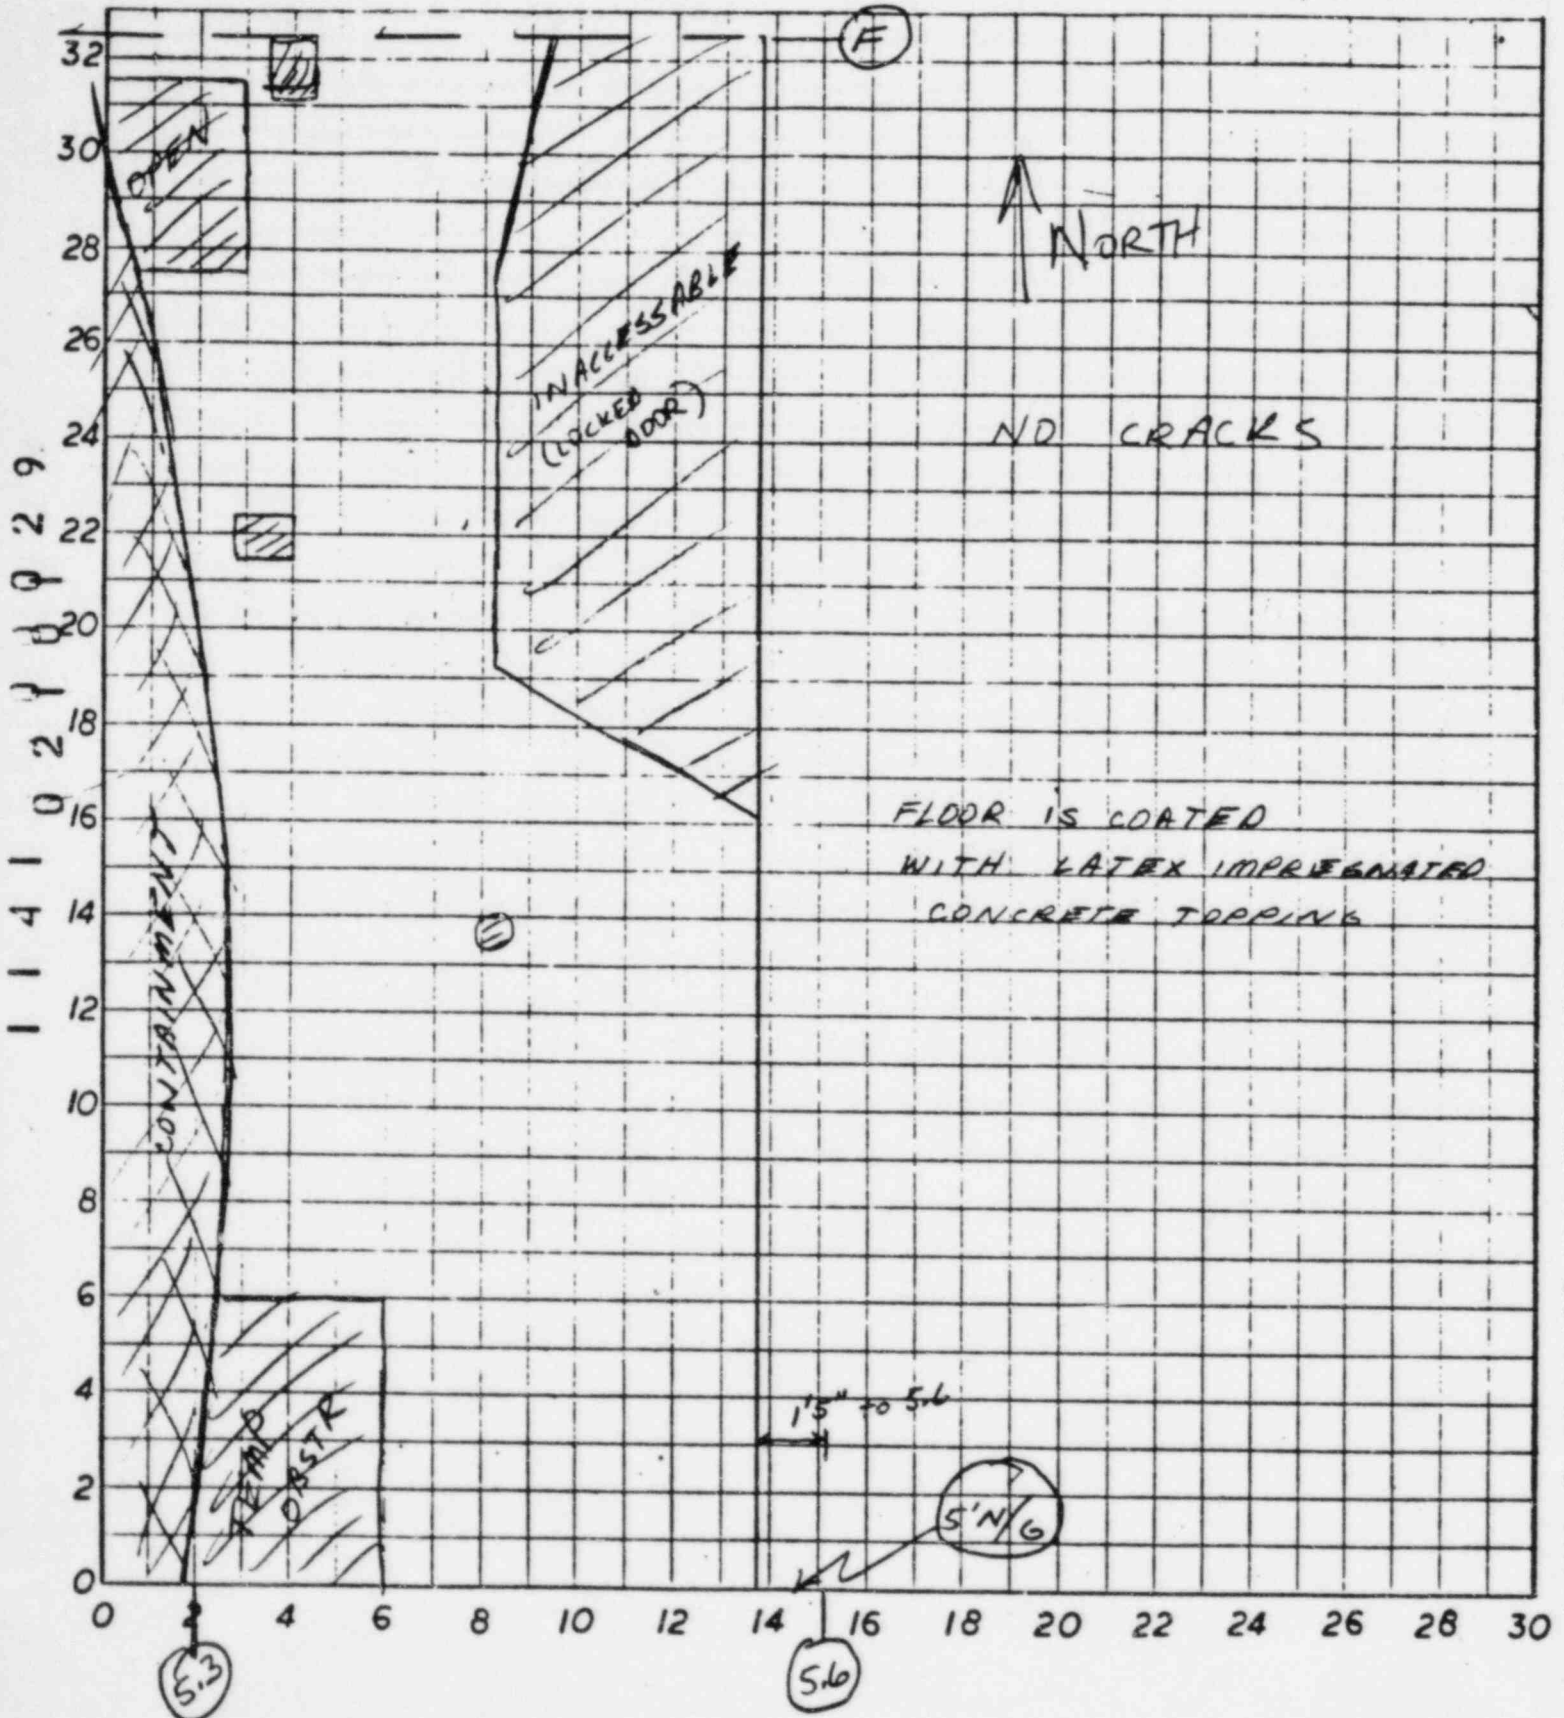 F
32
30
28
26
24
22
20
18
16
14
12
10
8
6
4
2
0
OPEN
NORTH
INACCESSABLE
(LOCKED
DOOR)
NO CRACKS
FLOOR IS COATED
WITH LATEX IMPREGNATED
CONCRETE TOPPING
CONTAINMENT
TEMP
OBSTR
1'5" to 5.6
5'N/G
0 2 4 6 8 10 12 14 16 18 20 22 24 26 28 30
5.3
5.6